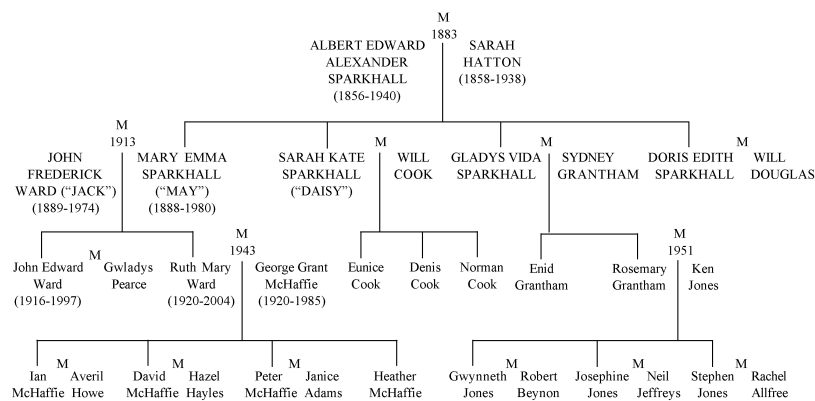 M
1883
ALBERT EDWARD
ALEXANDER
SPARKHALL
(1856-1940)
SARAH
HATTON
(1858-1938)
M
1913
JOHN
FREDERICK
WARD ("JACK")
(1889-1974)
MARY EMMA
SPARKHALL
("MAY")
(1888-1980)
SARAH KATE
SPARKHALL
("DAISY")
M
WILL
COOK
GLADYS VIDA
SPARKHALL
M
SYDNEY
GRANTHAM
DORIS EDITH
SPARKHALL
M
WILL
DOUGLAS
John Edward
Ward
(1916-1997)
M
Gwladys
Pearce
Ruth Mary
Ward
(1920-2004)
M
1943
George Grant
McHaffie
(1920-1985)
Eunice
Cook
Denis
Cook
Norman
Cook
Enid
Grantham
Rosemary
Grantham
M
1951
Ken
Jones
Ian
McHaffie
M
Averil
Howe
David
McHaffie
M
Hazel
Hayles
Peter
McHaffie
M
Janice
Adams
Heather
McHaffie
Gwynneth
Jones
M
Robert
Beynon
Josephine
Jones
M
Neil
Jeffreys
Stephen
Jones
M
Rachel
Allfree